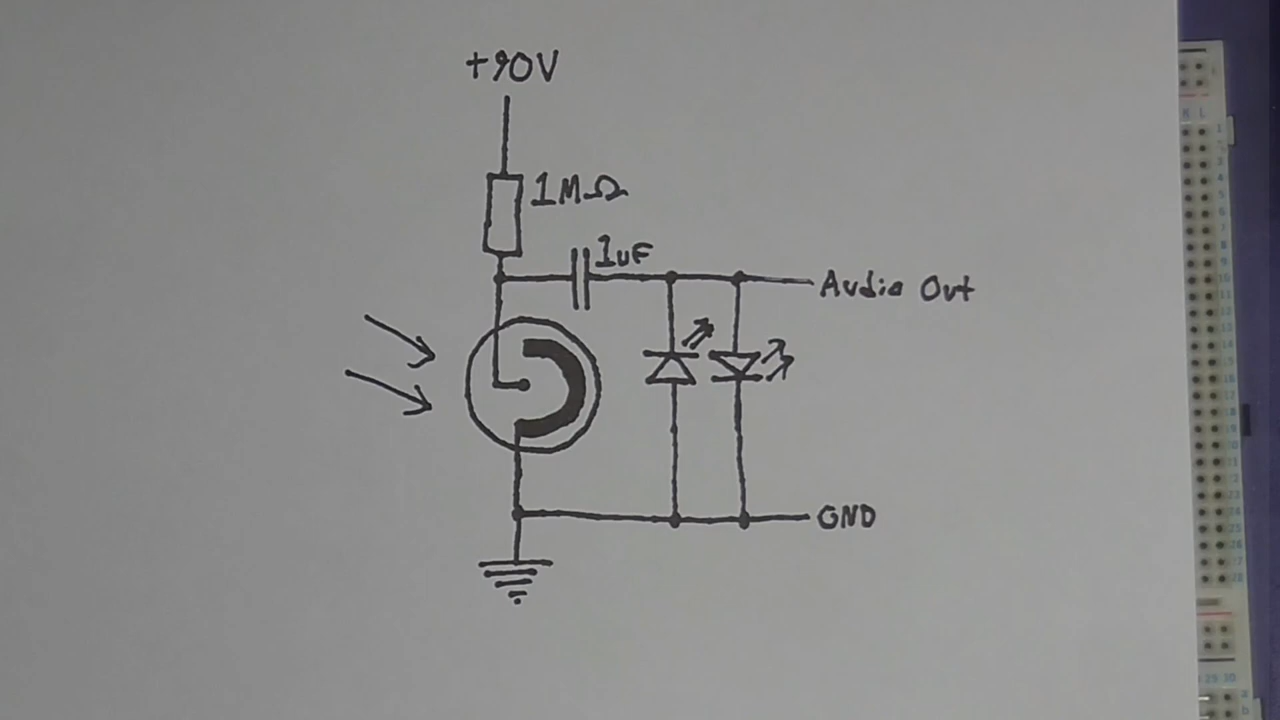 +90V
1MΩ
1uF
Audio Out
GND